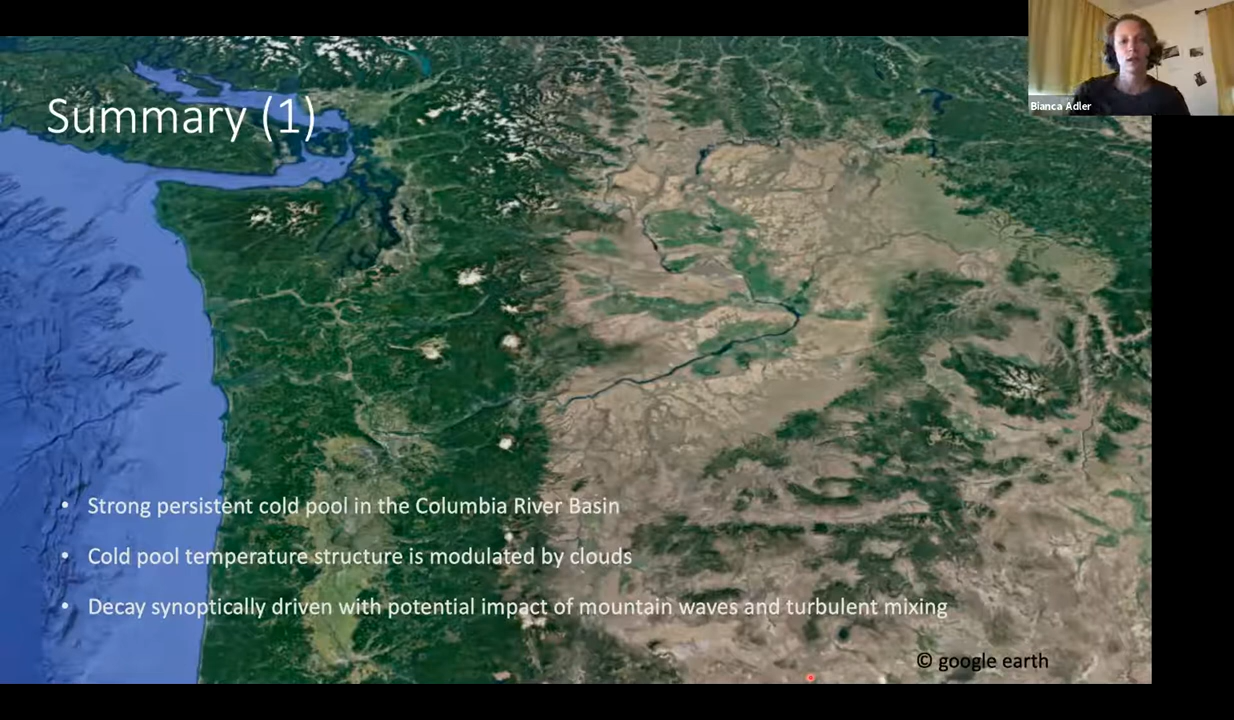 Bianca Adler
Summary (1)
• Strong persistent cold pool in the Columbia River Basin
• Cold pool temperature structure is modulated by clouds
• Decay synoptically driven with potential impact of mountain waves and turbulent mixing
© google earth